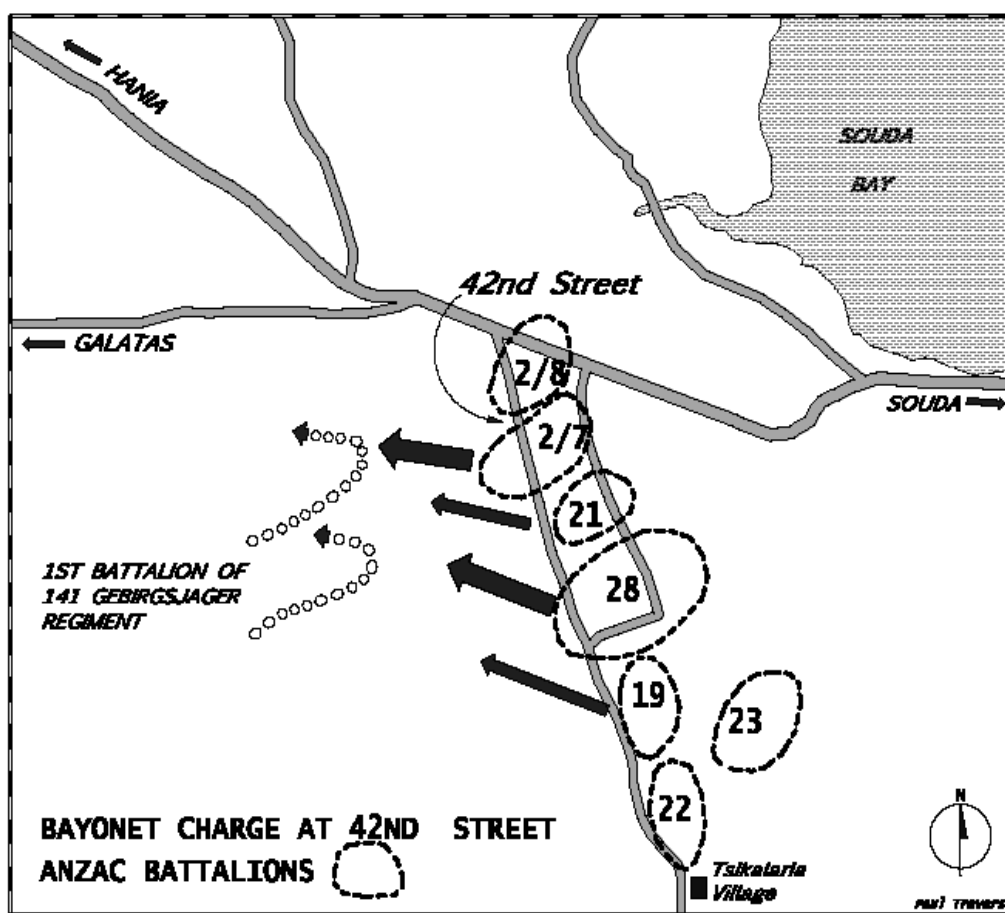 HANIA
SOUDA
BAY
42nd Street
GALATAS
SOUDA
2/8
2/7
21
1ST BATTALION OF
141 GEBIRGSJAGER
REGIMENT
28
19
23
22
BAYONET CHARGE AT 42ND STREET
ANZAC BATTALIONS
N
Tsikalaria
Village